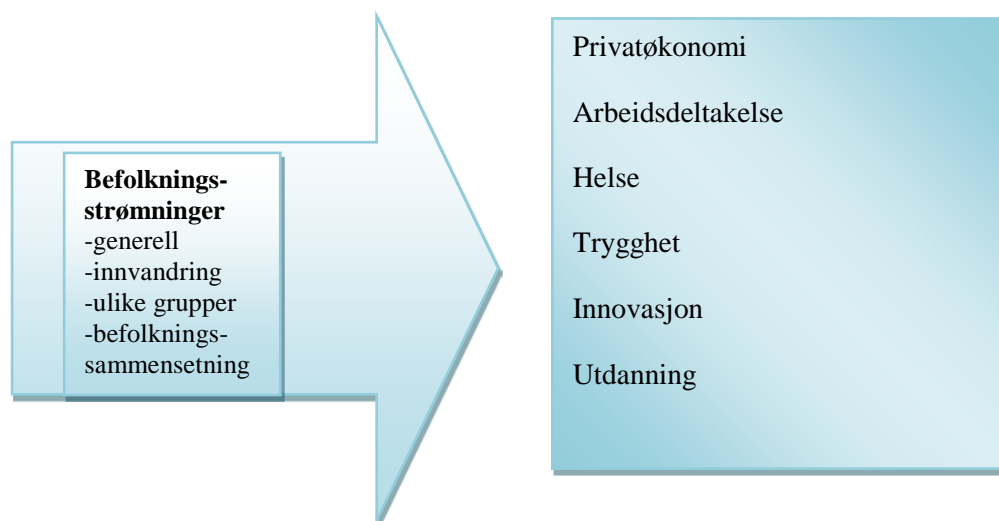 Befolknings-
strømninger
-generell
-innvandring
-ulike grupper
-befolknings-
sammensetning
Privatøkonomi
Arbeidsdeltakelse
Helse
Trygghet
Innovasjon
Utdanning